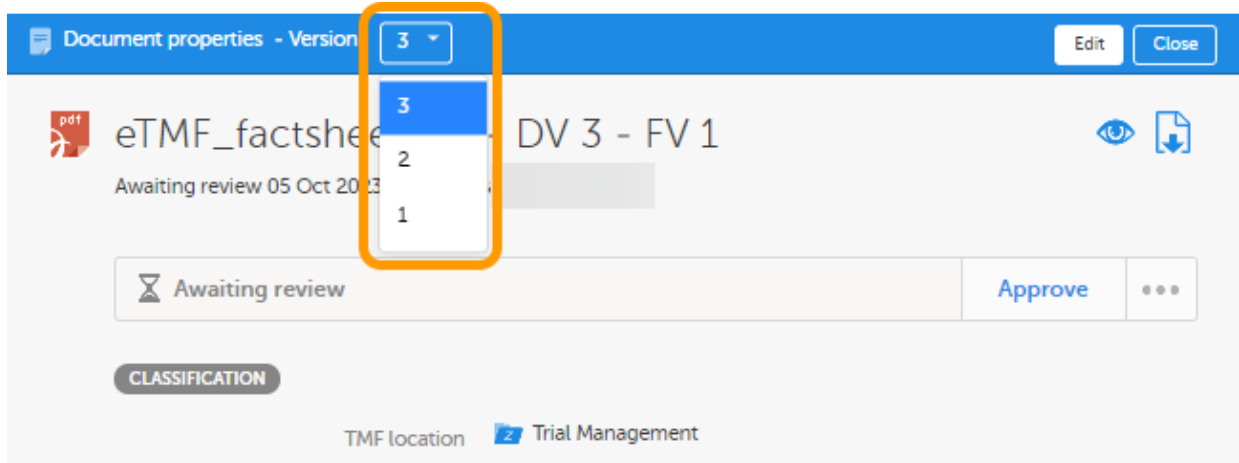 Document properties - Version 3
Edit
Close
3
2
1
pdf
eTMF_factshee - DV 3 - FV 1
Awaiting review 05 Oct 2023
Awaiting review
Approve
CLASSIFICATION
TMF location
Z
Trial Management